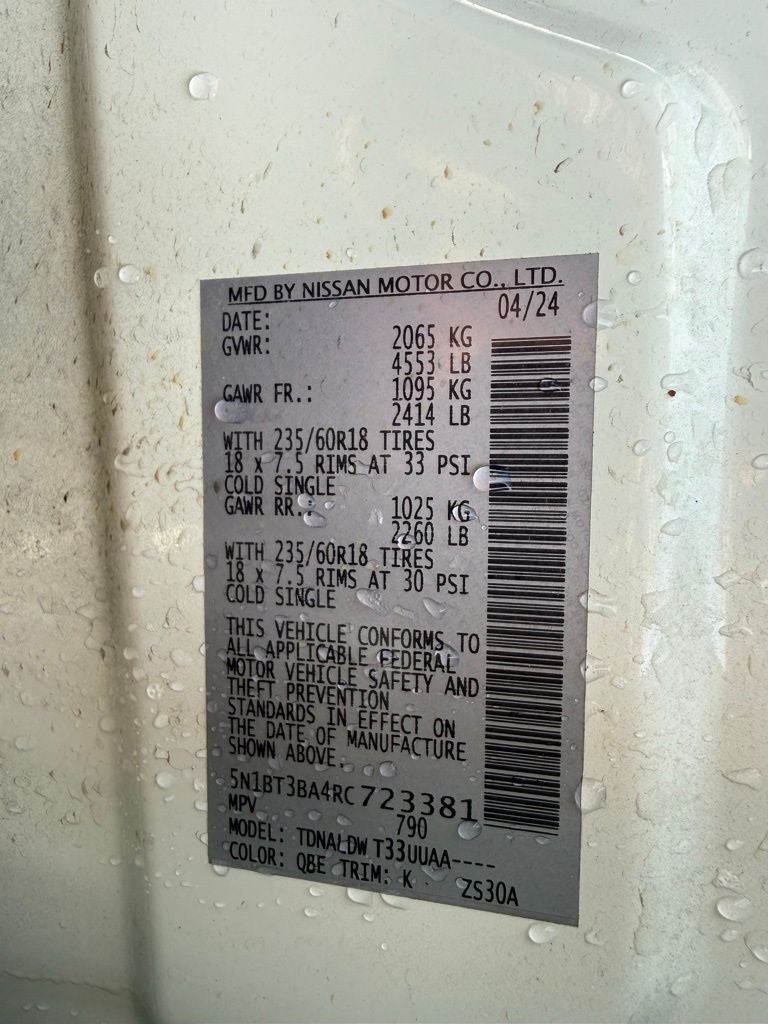 MFD BY NISSAN MOTOR CO., LTD.
DATE: 04/24
GVWR: 2065 KG
4553 LB
GAWR FR.: 1095 KG
2414 LB
WITH 235/60R18 TIRES
18 x 7.5 RIMS AT 33 PSI
COLD SINGLE
GAWR RR.: 1025 KG
2260 LB
WITH 235/60R18 TIRES
18 x 7.5 RIMS AT 30 PSI
COLD SINGLE
THIS VEHICLE CONFORMS TO
ALL APPLICABLE FEDERAL
MOTOR VEHICLE SAFETY AND
THEFT PREVENTION
STANDARDS IN EFFECT ON
THE DATE OF MANUFACTURE
SHOWN ABOVE.
5N1BT3BA4RC723381
MPV 790
MODEL: TDNALDW T33UUAA----
COLOR: QBE TRIM: K ZS30A